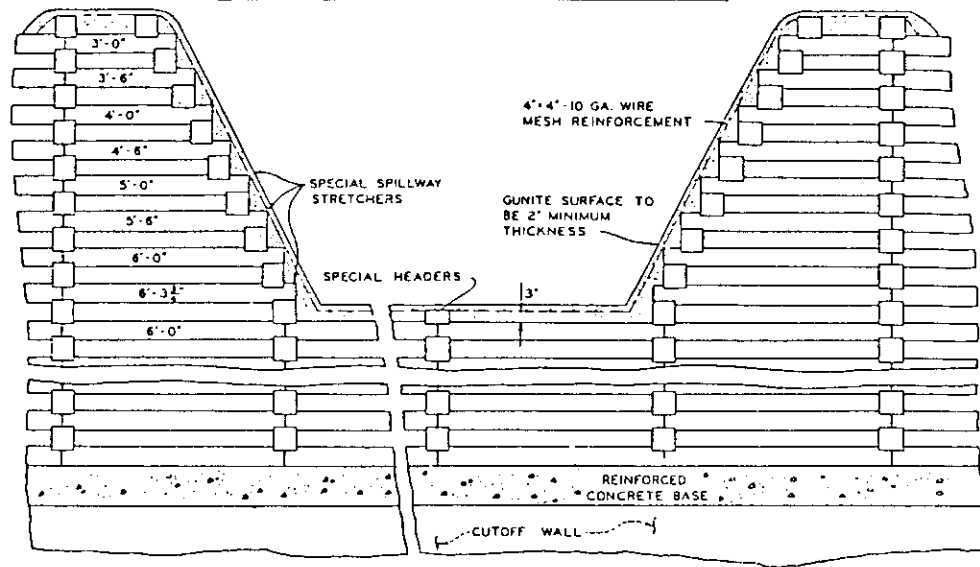 3'-0"
3'-6"
4'-0"
4'-6"
5'-0"
5'-6"
6'-0"
6'-3½"
6'-0"
SPECIAL SPILLWAY
STRETCHERS
SPECIAL HEADERS
4"×4"-10 GA. WIRE
MESH REINFORCEMENT
GUNITE SURFACE TO
BE 2" MINIMUM
THICKNESS
3"
REINFORCED
CONCRETE BASE
CUTOFF WALL